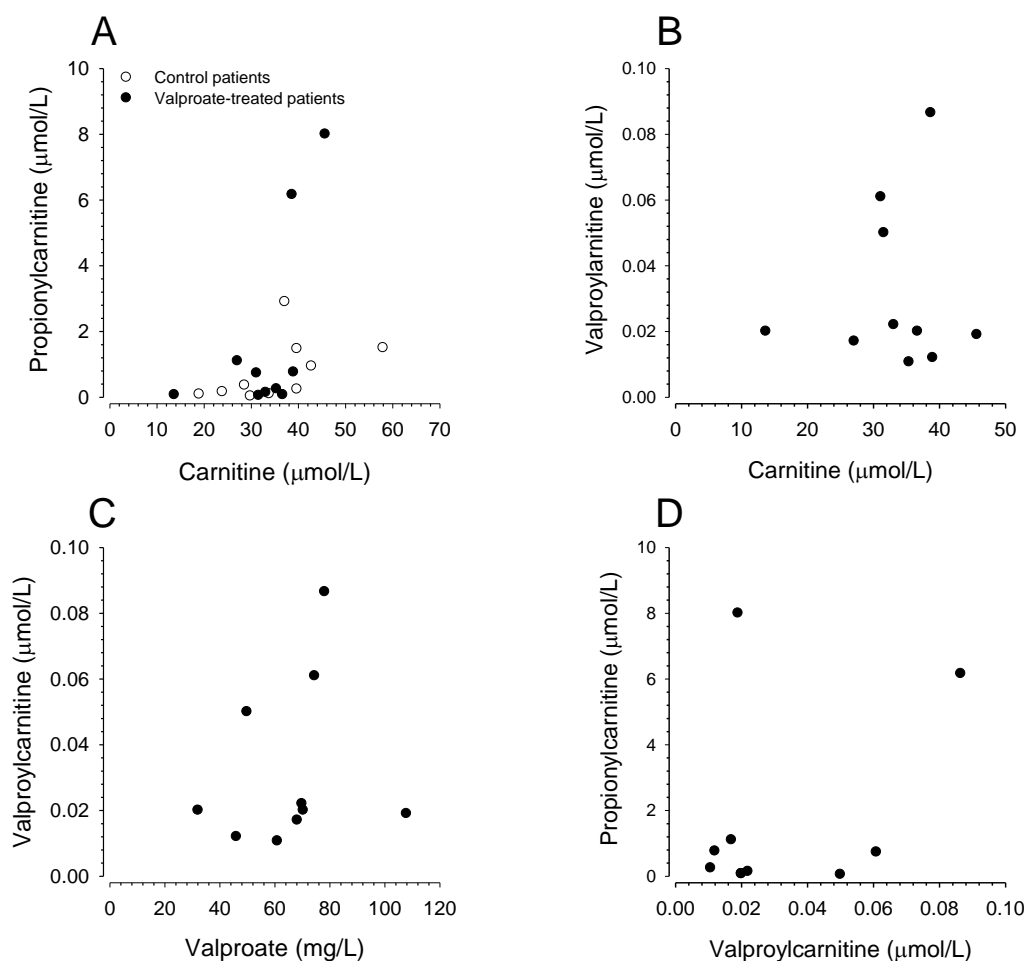 A
Propionylcarnitine (μmol/L)
10
8
6
4
2
0
○ Control patients
● Valproate-treated patients
0 10 20 30 40 50 60 70
Carnitine (μmol/L)
B
Valproylarnitine (μmol/L)
0.10
0.08
0.06
0.04
0.02
0.00
0 10 20 30 40 50
Carnitine (μmol/L)
C
Valproylcarnitine (μmol/L)
0.10
0.08
0.06
0.04
0.02
0.00
0 20 40 60 80 100 120
Valproate (mg/L)
D
Propionylcarnitine (μmol/L)
10
8
6
4
2
0
0.00 0.02 0.04 0.06 0.08 0.10
Valproylcarnitine (μmol/L)